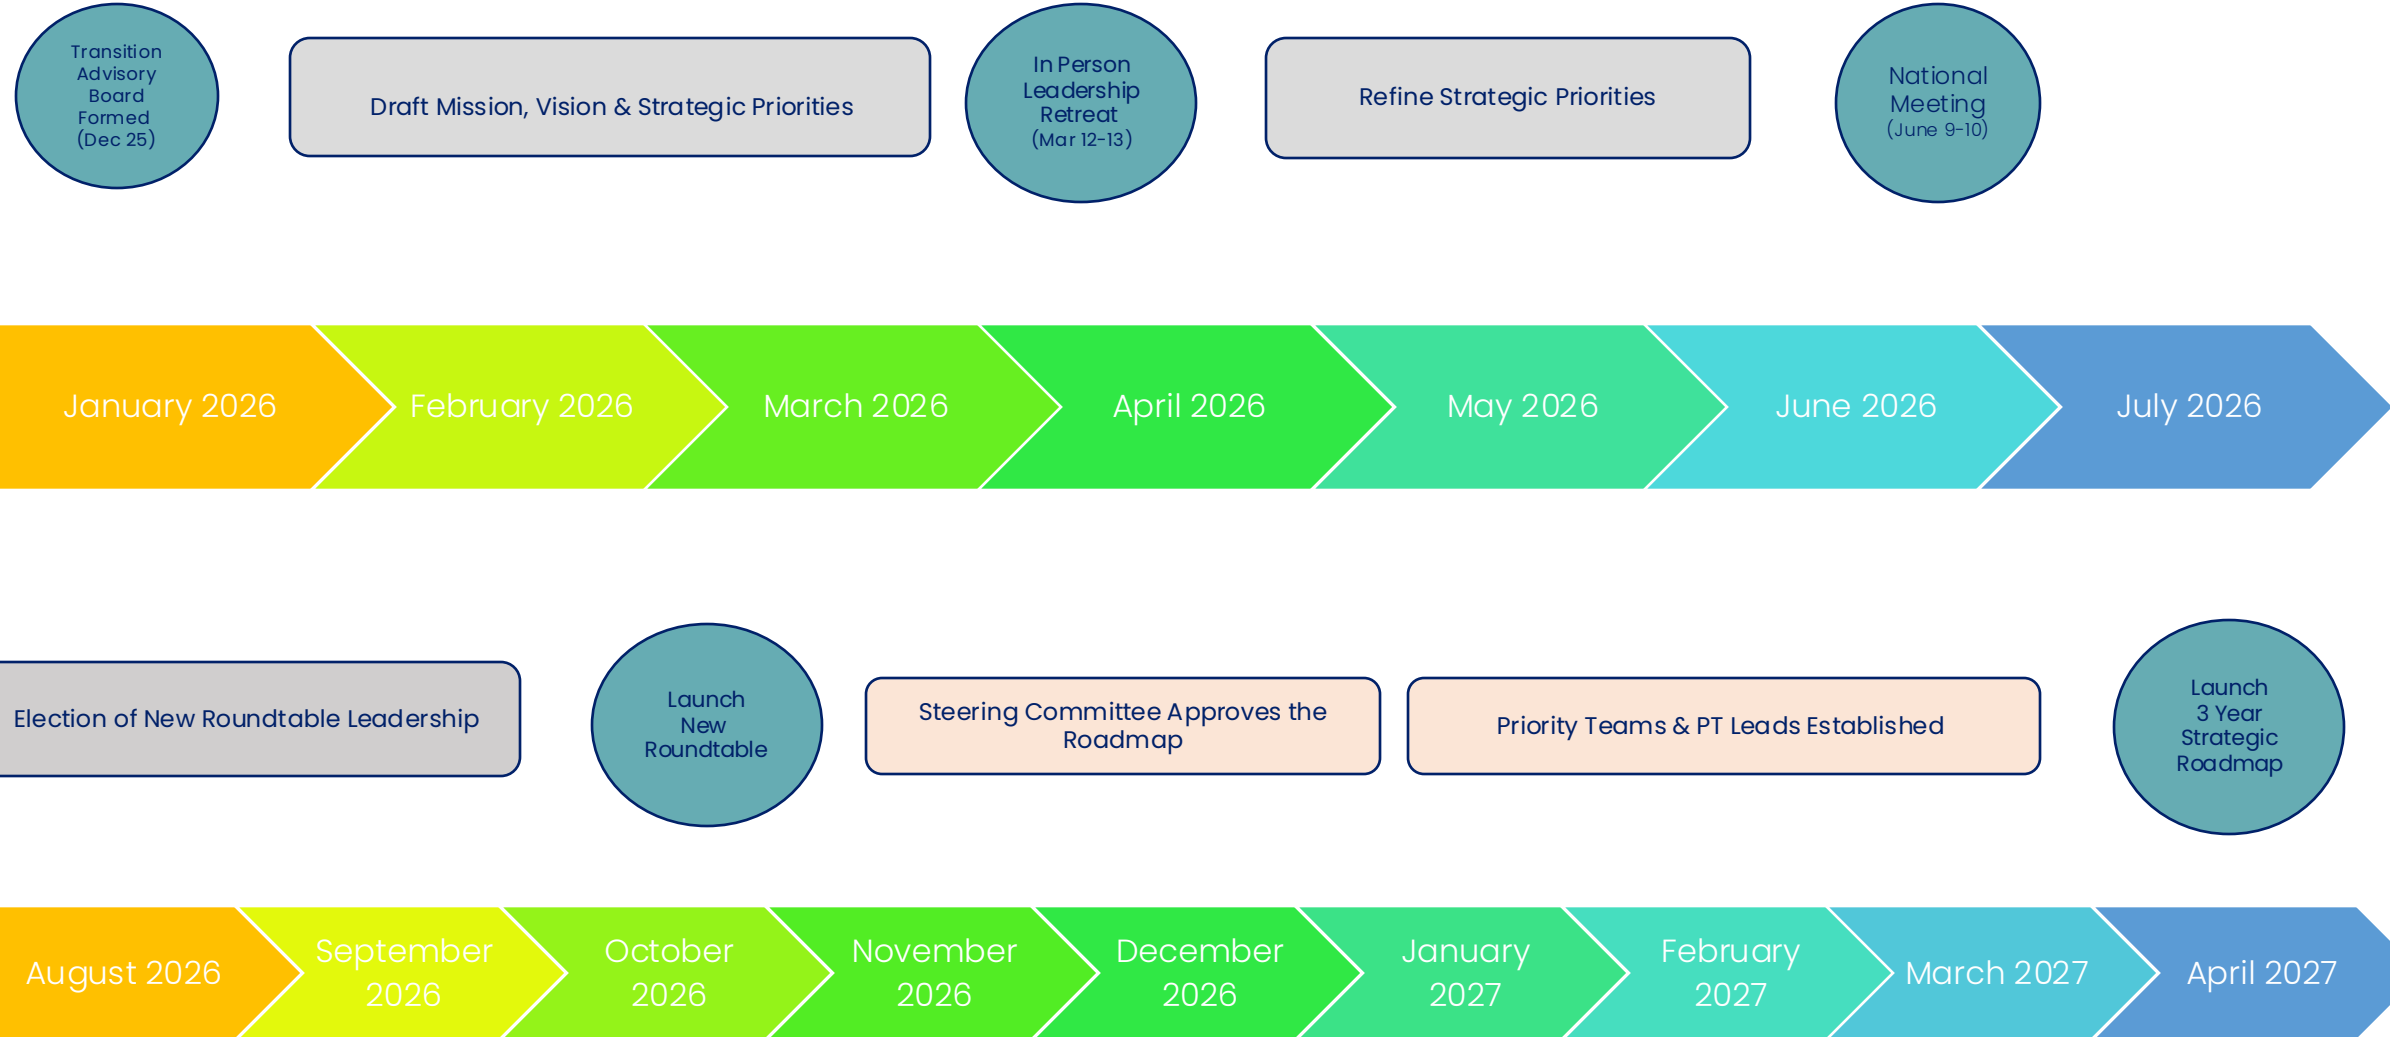 Transition
Advisory
Board
Formed
(Dec 25)
Draft Mission, Vision & Strategic Priorities
In Person
Leadership
Retreat
(Mar 12-13)
Refine Strategic Priorities
National
Meeting
(June 9-10)
January 2026
February 2026
March 2026
April 2026
May 2026
June 2026
July 2026
Election of New Roundtable Leadership
Launch
New
Roundtable
Steering Committee Approves the
Roadmap
Priority Teams & PT Leads Established
Launch
3 Year
Strategic
Roadmap
August 2026
September
2026
October
2026
November
2026
December
2026
January
2027
February
2027
March 2027
April 2027